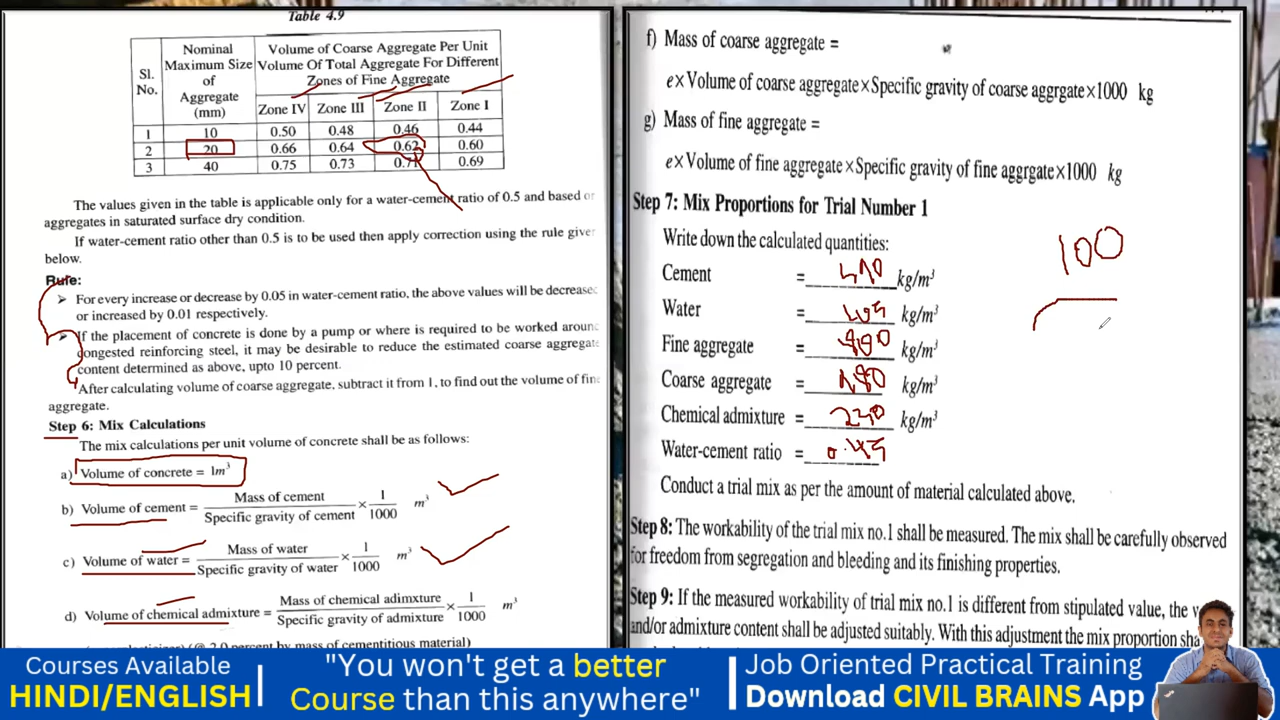 Table 4.9
Sl. No. Nominal Maximum Size of Aggregate (mm) Volume of Coarse Aggregate Per Unit Volume Of Total Aggregate For Different Zones of Fine Aggregate
Zone IV Zone III Zone II Zone I
1 10 0.50 0.48 0.46 0.44
2 20 0.66 0.64 0.62 0.60
3 40 0.75 0.73 0.71 0.69
The values given in the table is applicable only for a water-cement ratio of 0.5 and based or
aggregates in saturated surface dry condition.
If water-cement ratio other than 0.5 is to be used then apply correction using the rule giver
below.
Rule:
➢ For every increase or decrease by 0.05 in water-cement ratio, the above values will be decrease
or increased by 0.01 respectively.
➢ If the placement of concrete is done by a pump or where is required to be worked aroun
congested reinforcing steel, it may be desirable to reduce the estimated coarse aggregate
content determined as above, upto 10 percent.
After calculating volume of coarse aggregate, subtract it from 1, to find out the volume of fin
aggregate.
Step 6: Mix Calculations
The mix calculations per unit volume of concrete shall be as follows:
a) Volume of concrete = 1m³
b) Volume of cement = Mass of cement / Specific gravity of cement × 1/1000 m³
c) Volume of water = Mass of water / Specific gravity of water × 1/1000 m³
d) Volume of chemical admixture = Mass of chemical adimxture / Specific gravity of admixture × 1/1000 m³
(@ 2.0 percent by mass of cementitious material)
f) Mass of coarse aggregate =
e×Volume of coarse aggregate×Specific gravity of coarse aggrgate×1000 kg
g) Mass of fine aggregate =
e×Volume of fine aggregate×Specific gravity of fine aggrgate×1000 kg
Step 7: Mix Proportions for Trial Number 1
Write down the calculated quantities:
Cement = kg/m³
Water = kg/m³
Fine aggregate = kg/m³
Coarse aggregate = kg/m³
Chemical admixture = kg/m³
Water-cement ratio = 0.45
100
Conduct a trial mix as per the amount of material calculated above.
Step 8: The workability of the trial mix no.1 shall be measured. The mix shall be carefully observed
for freedom from segregation and bleeding and its finishing properties.
Step 9: If the measured workability of trial mix no.1 is different from stipulated value, the
and/or admixture content shall be adjusted suitably. With this adjustment the mix proportion sha
Courses Available
HINDI/ENGLISH
"You won't get a better
Course than this anywhere"
Job Oriented Practical Training
Download CIVIL BRAINS App